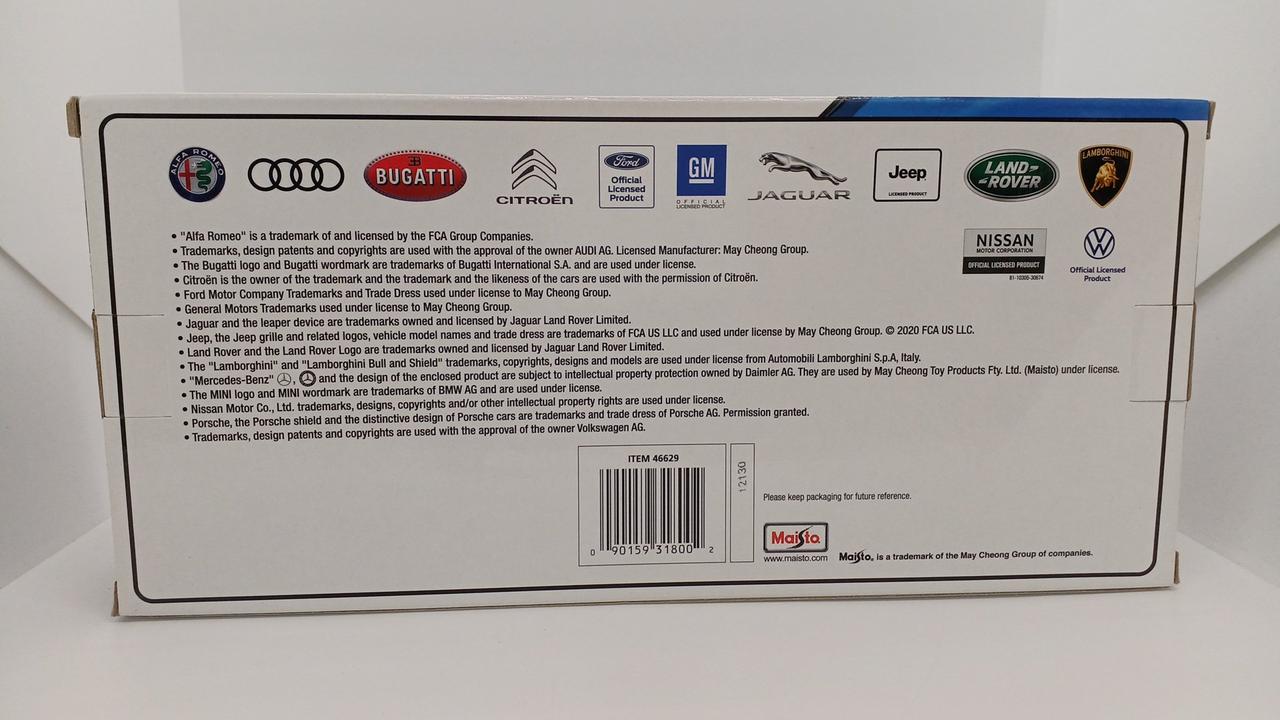 ALFA ROMEO
EB
BUGATTI
CITROËN
Ford
Official
Licensed
Product
GM
OFFICIAL
LICENSED PRODUCT
JAGUAR
Jeep
LICENSED PRODUCT
LAND-
-ROVER
LAMBORGHINI
NISSAN
MOTOR CORPORATION
OFFICIAL LICENSED PRODUCT
81-10305-30674
Official Licensed
Product
• "Alfa Romeo" is a trademark of and licensed by the FCA Group Companies.
• Trademarks, design patents and copyrights are used with the approval of the owner AUDI AG. Licensed Manufacturer: May Cheong Group.
• The Bugatti logo and Bugatti wordmark are trademarks of Bugatti International S.A. and are used under license.
• Citroën is the owner of the trademark and the trademark and the likeness of the cars are used with the permission of Citroën.
• Ford Motor Company Trademarks and Trade Dress used under license to May Cheong Group.
• General Motors Trademarks used under license to May Cheong Group.
• Jaguar and the leaper device are trademarks owned and licensed by Jaguar Land Rover Limited.
• Jeep, the Jeep grille and related logos, vehicle model names and trade dress are trademarks of FCA US LLC and used under license by May Cheong Group. © 2020 FCA US LLC.
• Land Rover and the Land Rover Logo are trademarks owned and licensed by Jaguar Land Rover Limited.
• The "Lamborghini" and "Lamborghini Bull and Shield" trademarks, copyrights, designs and models are used under license from Automobili Lamborghini S.p.A, Italy.
• "Mercedes-Benz" , and the design of the enclosed product are subject to intellectual property protection owned by Daimler AG. They are used by May Cheong Toy Products Fty. Ltd. (Maisto) under license.
• The MINI logo and MINI wordmark are trademarks of BMW AG and are used under license.
• Nissan Motor Co., Ltd. trademarks, designs, copyrights and/or other intellectual property rights are used under license.
• Porsche, the Porsche shield and the distinctive design of Porsche cars are trademarks and trade dress of Porsche AG. Permission granted.
• Trademarks, design patents and copyrights are used with the approval of the owner Volkswagen AG.
ITEM 46629
0 90159 31800 2
12130
Please keep packaging for future reference.
Maisto
www.maisto.com
Maisto® is a trademark of the May Cheong Group of companies.